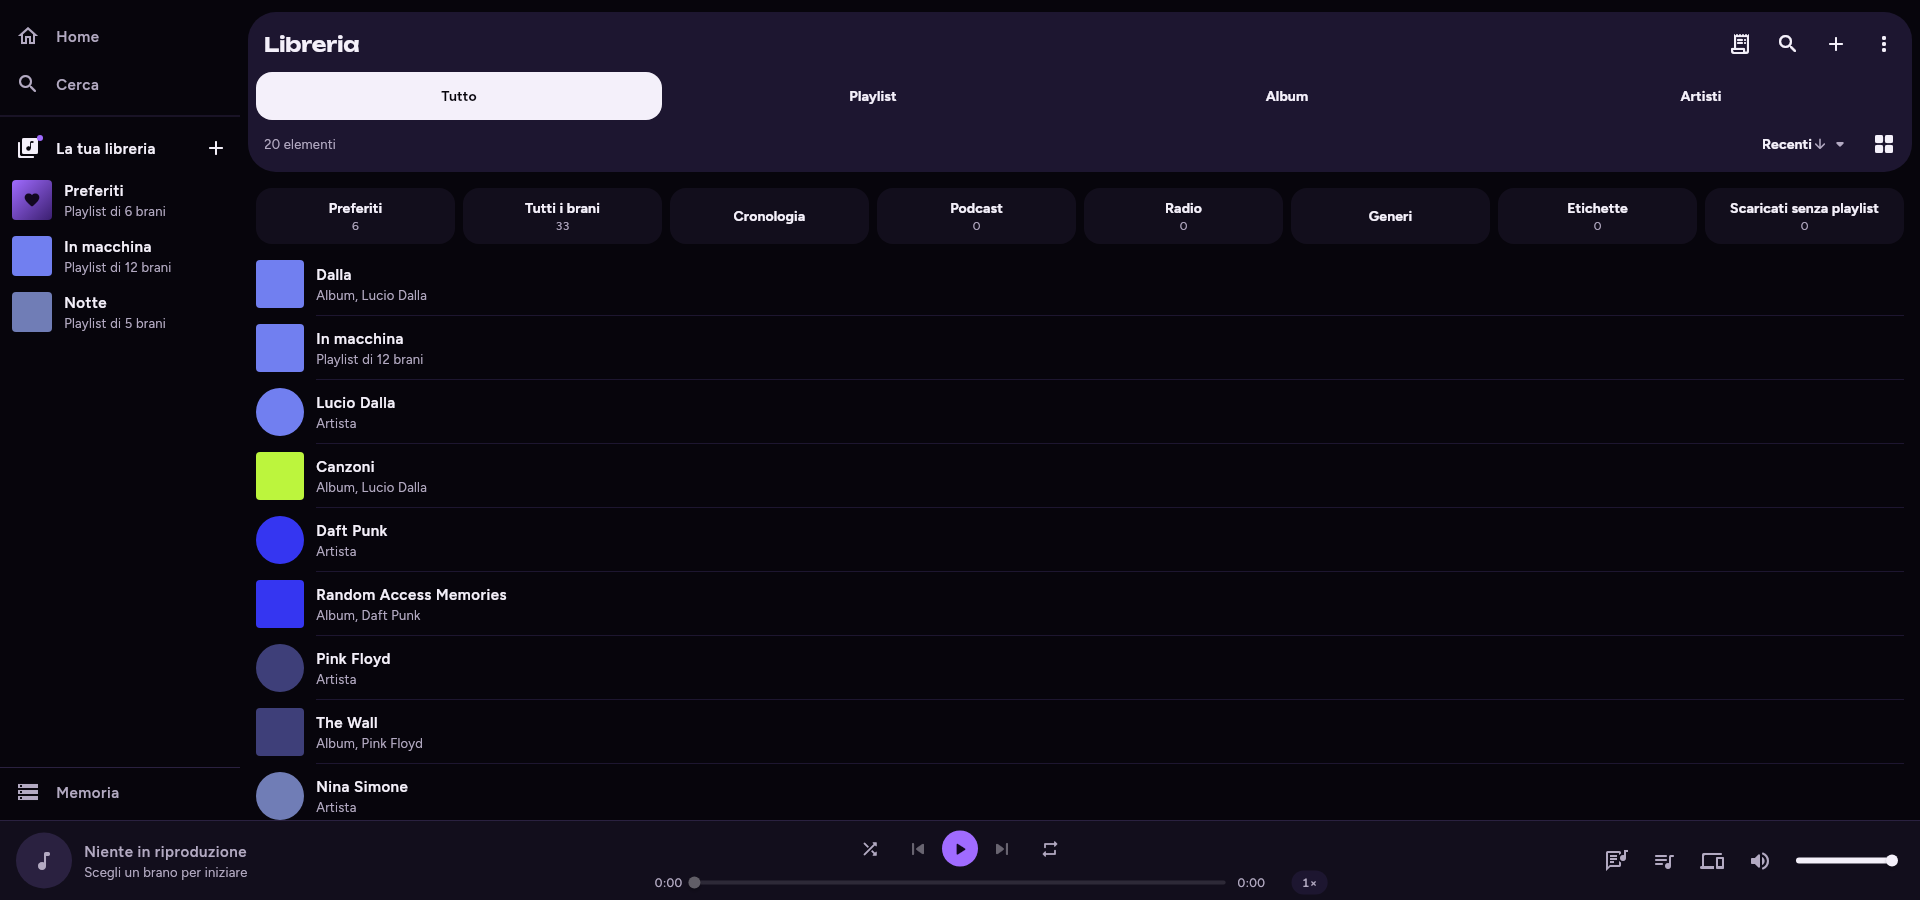 Home
Cerca
La tua libreria
Preferiti
Playlist di 6 brani
In macchina
Playlist di 12 brani
Notte
Playlist di 5 brani
Memoria
Libreria
Tutto
Playlist
Album
Artisti
20 elementi
Recenti
Preferiti
6
Tutti i brani
33
Cronologia
Podcast
0
Radio
0
Generi
Etichette
0
Scaricati senza playlist
0
Dalla
Album, Lucio Dalla
In macchina
Playlist di 12 brani
Lucio Dalla
Artista
Canzoni
Album, Lucio Dalla
Daft Punk
Artista
Random Access Memories
Album, Daft Punk
Pink Floyd
Artista
The Wall
Album, Pink Floyd
Nina Simone
Artista
Niente in riproduzione
Scegli un brano per iniziare
0:00
0:00
1×